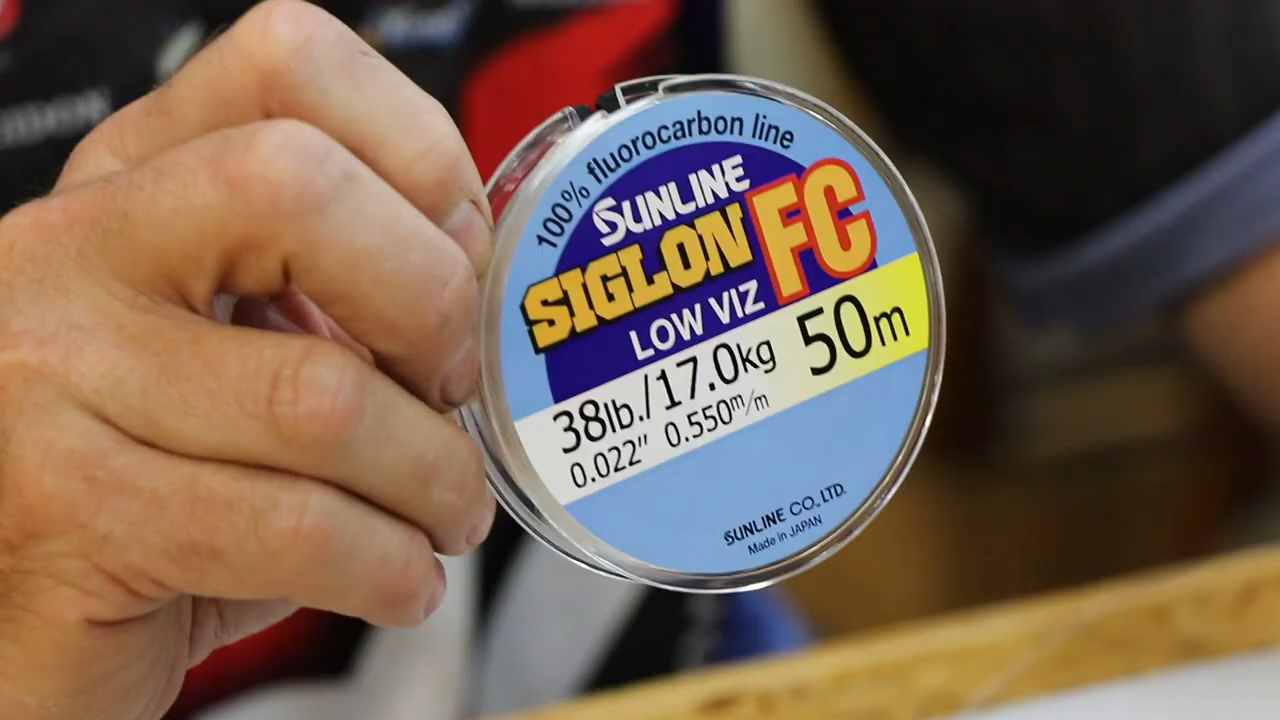 100% fluorocarbon line
SUNLINE
SIGLON FC
LOW VIZ
38lb./17.0kg 50m
0.022" 0.550m/m
SUNLINE CO.,LTD.
Made in JAPAN